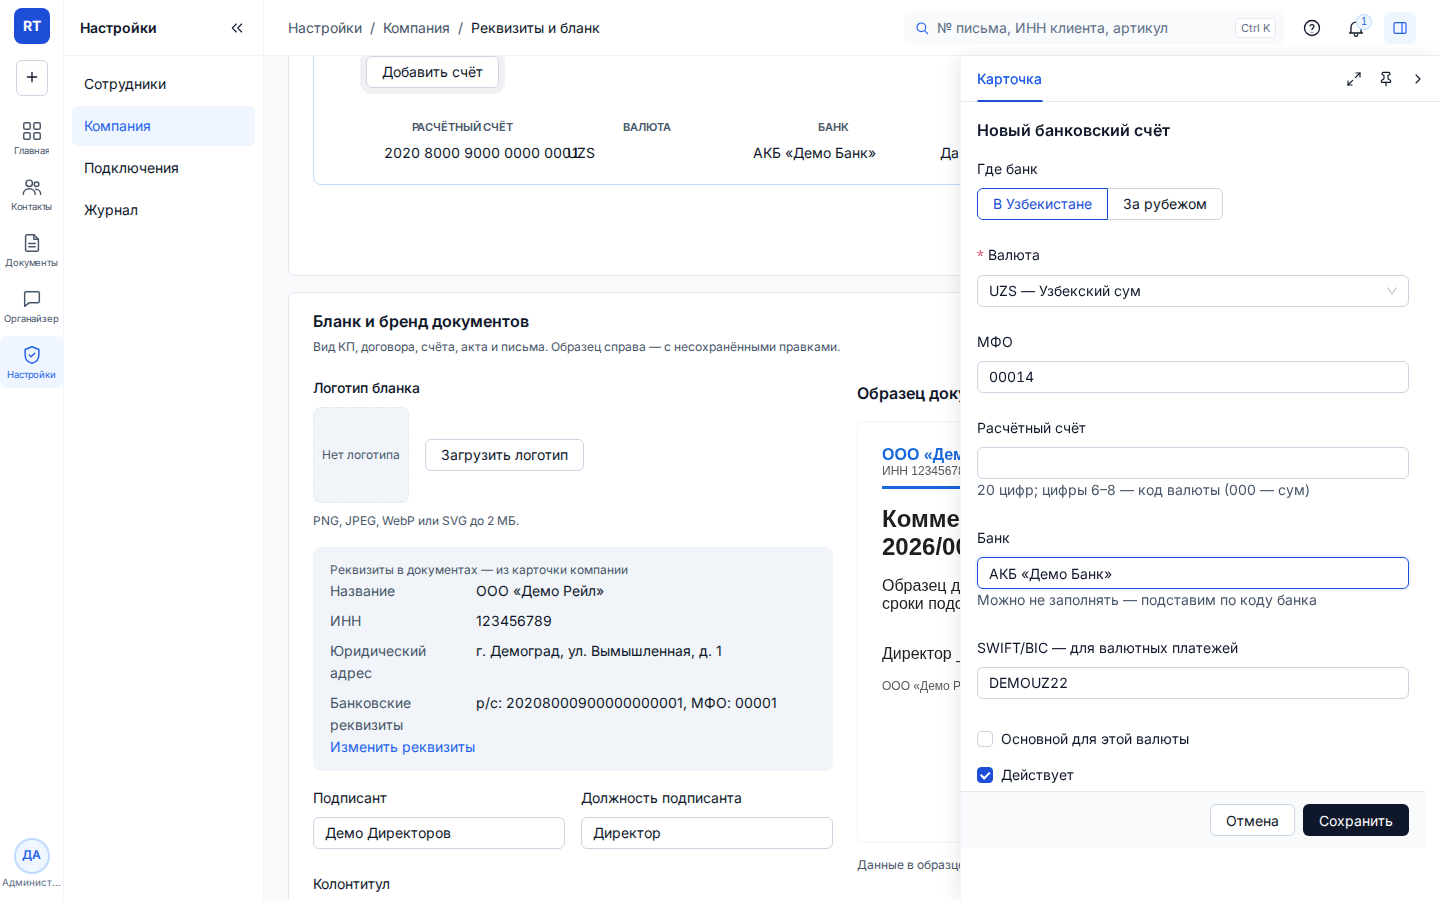 RT
Настройки
Настройки / Компания / Реквизиты и бланк
№ письма, ИНН клиента, артикул
Ctrl K
1
Главная
Контакты
Документы
Органайзер
Настройки
ДА
Админист...
Сотрудники
Компания
Подключения
Журнал
Добавить счёт
РАСЧЁТНЫЙ СЧЁТ ВАЛЮТА БАНК
2020 8000 9000 0000 0001 UZS АКБ «Демо Банк» Да
Бланк и бренд документов
Вид КП, договора, счёта, акта и письма. Образец справа — с несохранёнными правками.
Логотип бланка
Нет логотипа
Загрузить логотип
PNG, JPEG, WebP или SVG до 2 МБ.
Реквизиты в документах — из карточки компании
Название ООО «Демо Рейл»
ИНН 123456789
Юридический адрес г. Демоград, ул. Вымышленная, д. 1
Банковские реквизиты р/с: 20208000900000000001, МФО: 00001
Изменить реквизиты
Подписант Должность подписанта
Демо Директоров Директор
Колонтитул
Образец
ООО
ИНН 12345678
2026/0
Образец
сроки
Директор _
ООО «Демо Р
Данные в
Карточка
Новый банковский счёт
Где банк
В Узбекистане За рубежом
* Валюта
UZS — Узбекский сум
МФО
00014
Расчётный счёт
20 цифр; цифры 6–8 — код валюты (000 — сум)
Банк
АКБ «Демо Банк»
Можно не заполнять — подставим по коду банка
SWIFT/BIC — для валютных платежей
DEMOUZ22
Основной для этой валюты
Действует
Отмена Сохранить